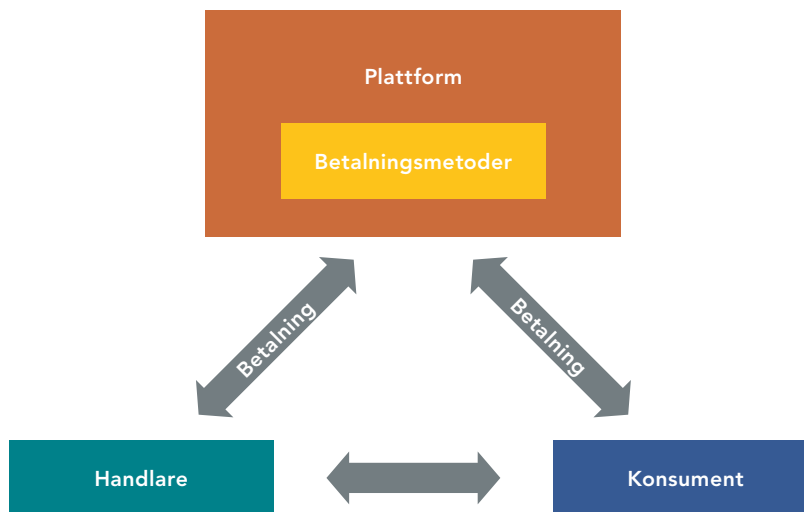 Plattform
Betalningsmetoder
Betalning
Betalning
Handlare
Konsument